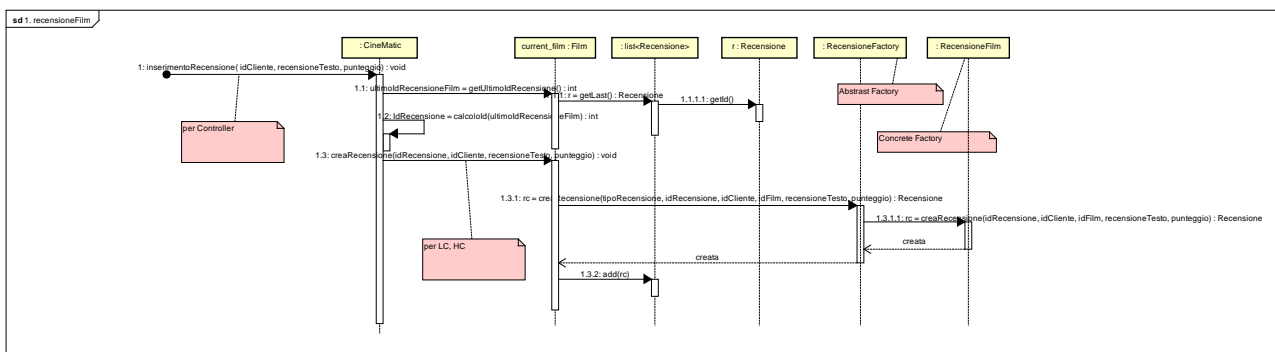 sd 1. recensioneFilm
: CineMatic
current_film : Film
: list<Recensione>
r : Recensione
: RecensioneFactory
: RecensioneFilm
1: inserimentoRecensione( idCliente, recensioneTesto, punteggio) : void
1.1: ultimoIdRecensioneFilm = getUltimoIdRecensione() : int
1: r = getLast() : Recensione
1.1.1.1: getId()
Abstrast Factory
per Controller
1.2: IdRecensione = calcoloId(ultimoIdRecensioneFilm) : int
Concrete Factory
1.3: creaRecensione(idRecensione, idCliente, recensioneTesto, punteggio) : void
1.3.1: rc = creaRecensione(tipoRecensione, idRecensione, idCliente, idFilm, recensioneTesto, punteggio) : Recensione
1.3.1.1: rc = creaRecensione(idRecensione, idCliente, idFilm, recensioneTesto, punteggio) : Recensione
creata
per LC, HC
creata
1.3.2: add(rc)